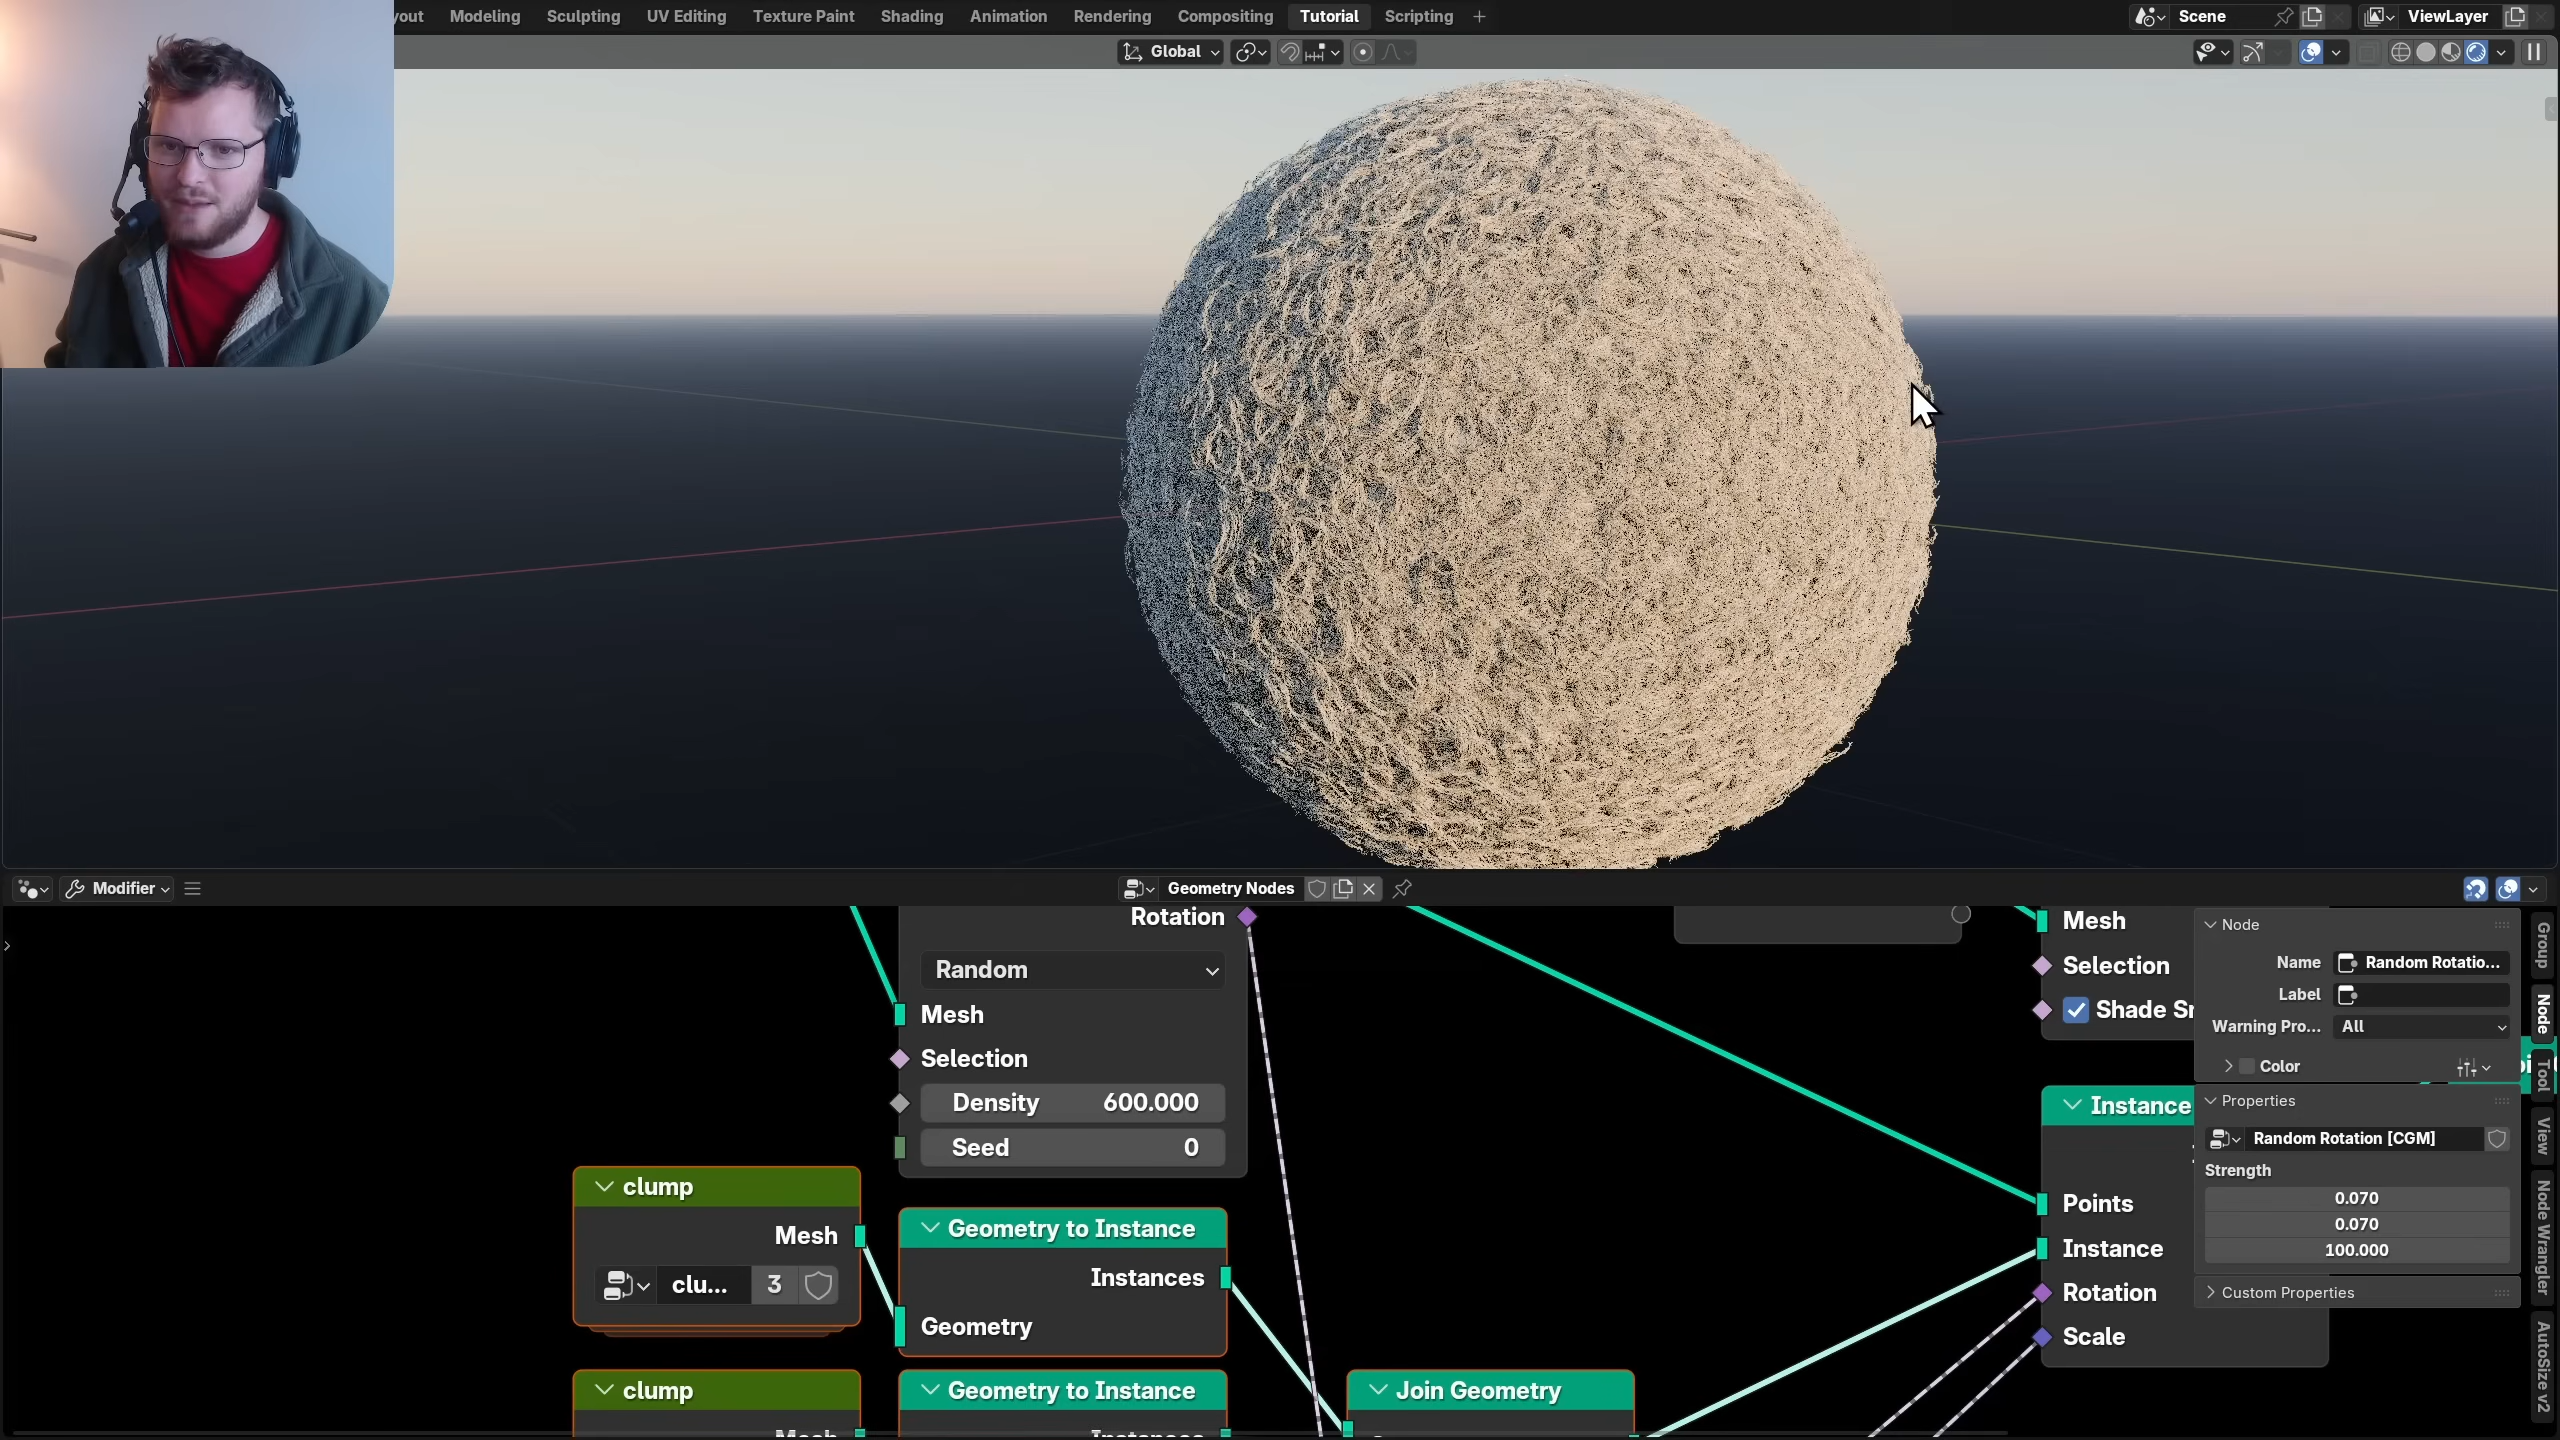 yout Modeling Sculpting UV Editing Texture Paint Shading Animation Rendering Compositing Tutorial Scripting + Scene ViewLayer
Global
Modifier Geometry Nodes
Rotation
Random
Mesh
Selection
Density 600.000
Seed 0
clump
Mesh
clu... 3
Geometry to Instance
Instances
Geometry
clump
Mesh
Geometry to Instance
Instances
Join Geometry
Mesh
Selection
Shade Sr
Instance
Points
Instance
Rotation
Scale
Node
Name Random Rotatio...
Label
Warning Pro... All
Color
Properties
Random Rotation [CGM]
Strength
0.070
0.070
100.000
Custom Properties
Group
Node
Tool
View
Node Wrangler
AutoSize v2